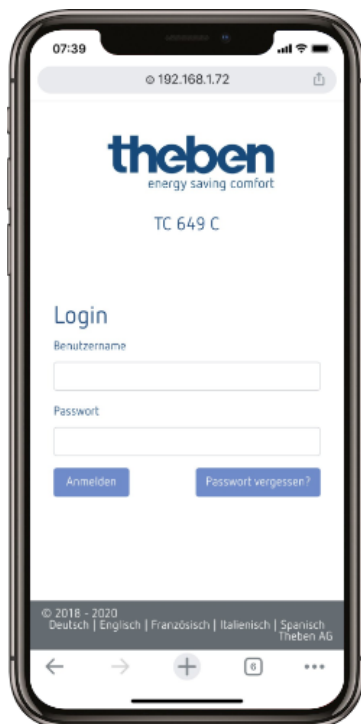 07:39
192.168.1.72
theben
energy saving comfort
TC 649 C
Login
Benutzername
Passwort
Anmelden
Passwort vergessen?
© 2018 - 2020
Deutsch | Englisch | Französisch | Italienisch | Spanisch
Theben AG
6